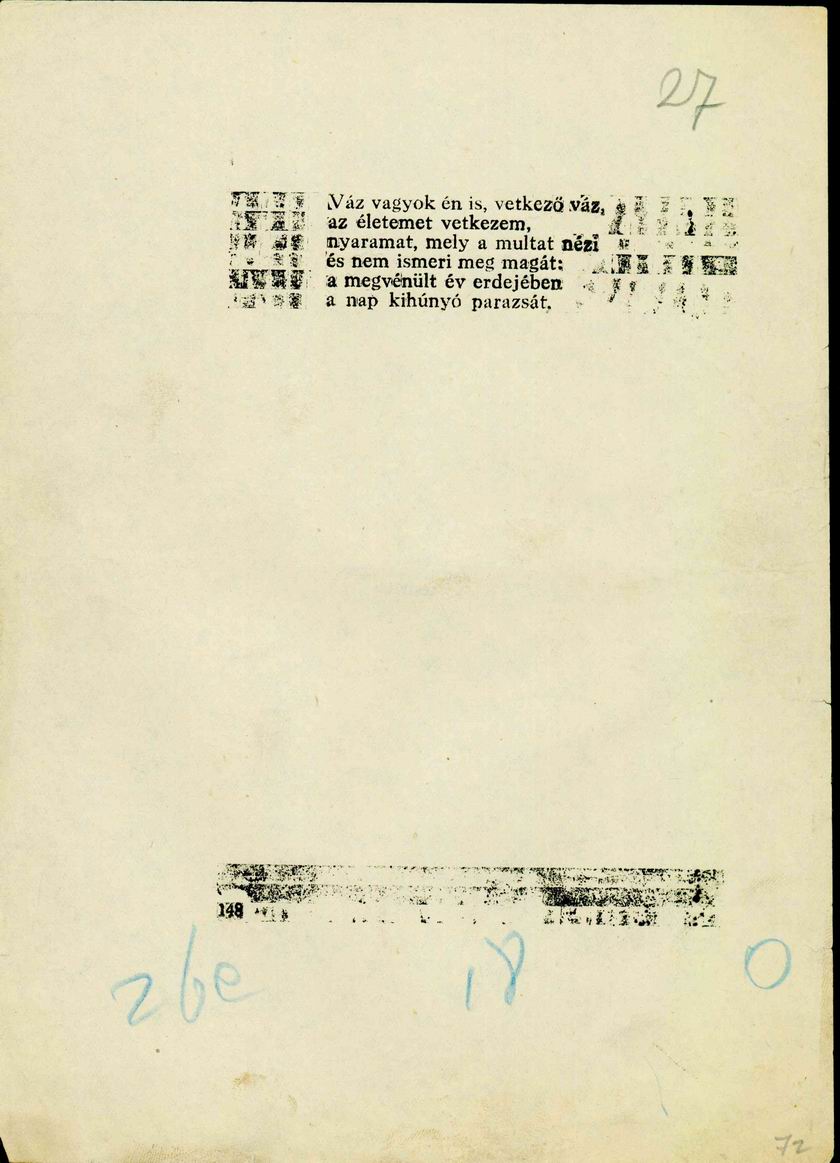 27
Váz vagyok én is, vetkező váz,
az életemet vetkezem,
nyaramat, mely a multat nézi
és nem ismeri meg magát:
a megvénült év erdejében
a nap kihúnyó parazsát.
148
26e 18 0
72